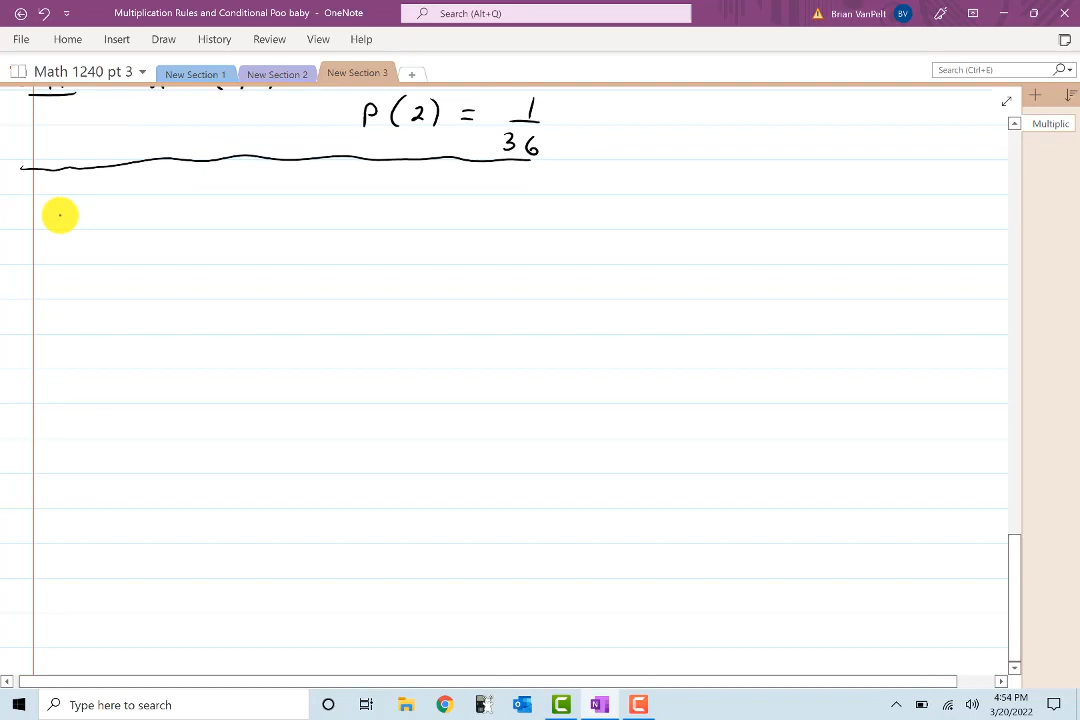 Multiplication Rules and Conditional Poo baby - OneNote
Search (Alt+Q)
Brian VanPelt
BV
File
Home
Insert
Draw
History
Review
View
Help
Math 1240 pt 3
New Section 1
New Section 2
New Section 3
Search (Ctrl+E)
Multiplic
P(2) = 1/36
Type here to search
4:54 PM
3/20/2022